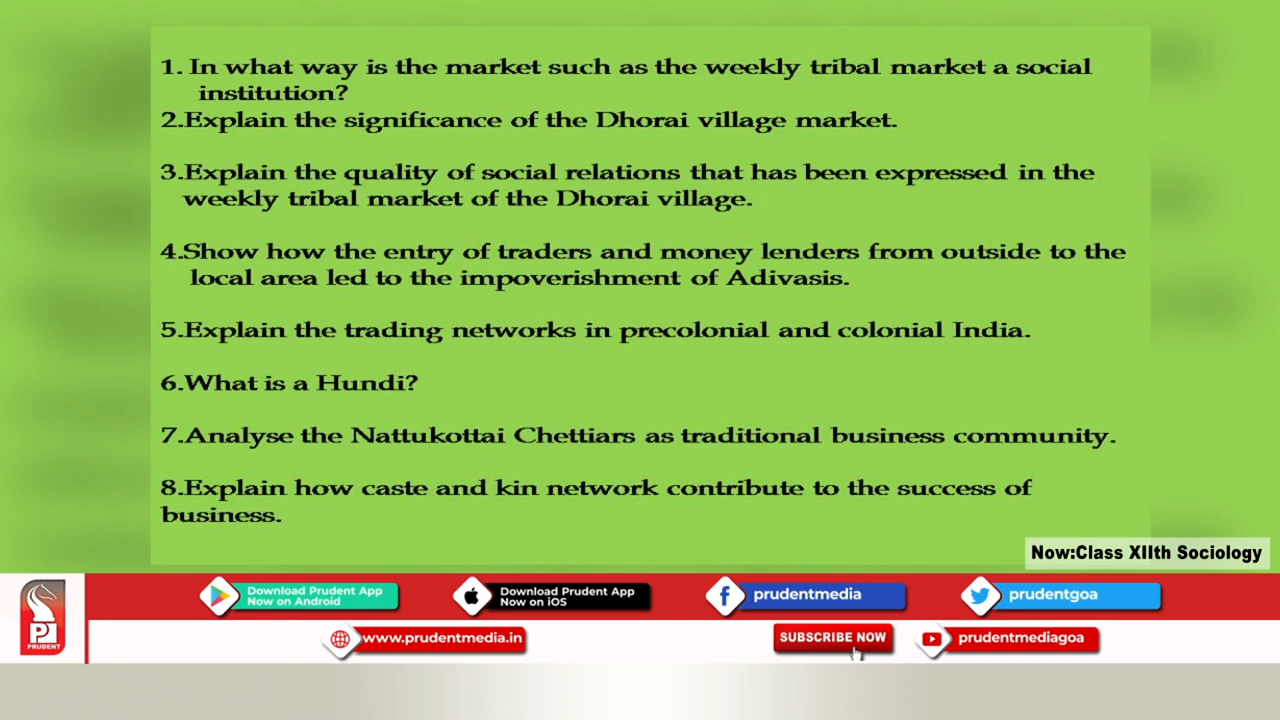 1. In what way is the market such as the weekly tribal market a social
institution?
2.Explain the significance of the Dhorai village market.
3.Explain the quality of social relations that has been expressed in the
weekly tribal market of the Dhorai village.
4.Show how the entry of traders and money lenders from outside to the
local area led to the impoverishment of Adivasis.
5.Explain the trading networks in precolonial and colonial India.
6.What is a Hundi?
7.Analyse the Nattukottai Chettiars as traditional business community.
8.Explain how caste and kin network contribute to the success of
business.
Now:Class XIIth Sociology
PRUDENT
Download Prudent App
Now on Android
Download Prudent App
Now on iOS
prudentmedia
prudentgoa
www.prudentmedia.in
SUBSCRIBE NOW
prudentmediagoa